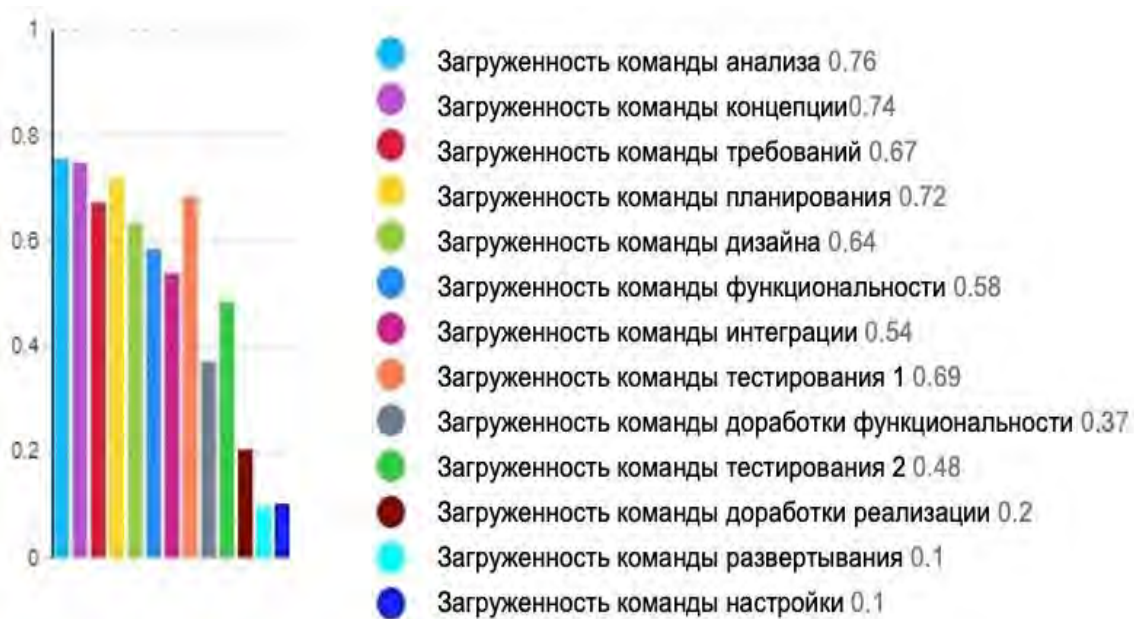 1
0.8
0.6
0.4
0.2
0
Загруженность команды анализа 0.76
Загруженность команды концепции0.74
Загруженность команды требований 0.67
Загруженность команды планирования 0.72
Загруженность команды дизайна 0.64
Загруженность команды функциональности 0.58
Загруженность команды интеграции 0.54
Загруженность команды тестирования 1 0.69
Загруженность команды доработки функциональности 0.37
Загруженность команды тестирования 2 0.48
Загруженность команды доработки реализации 0.2
Загруженность команды развертывания 0.1
Загруженность команды настройки 0.1